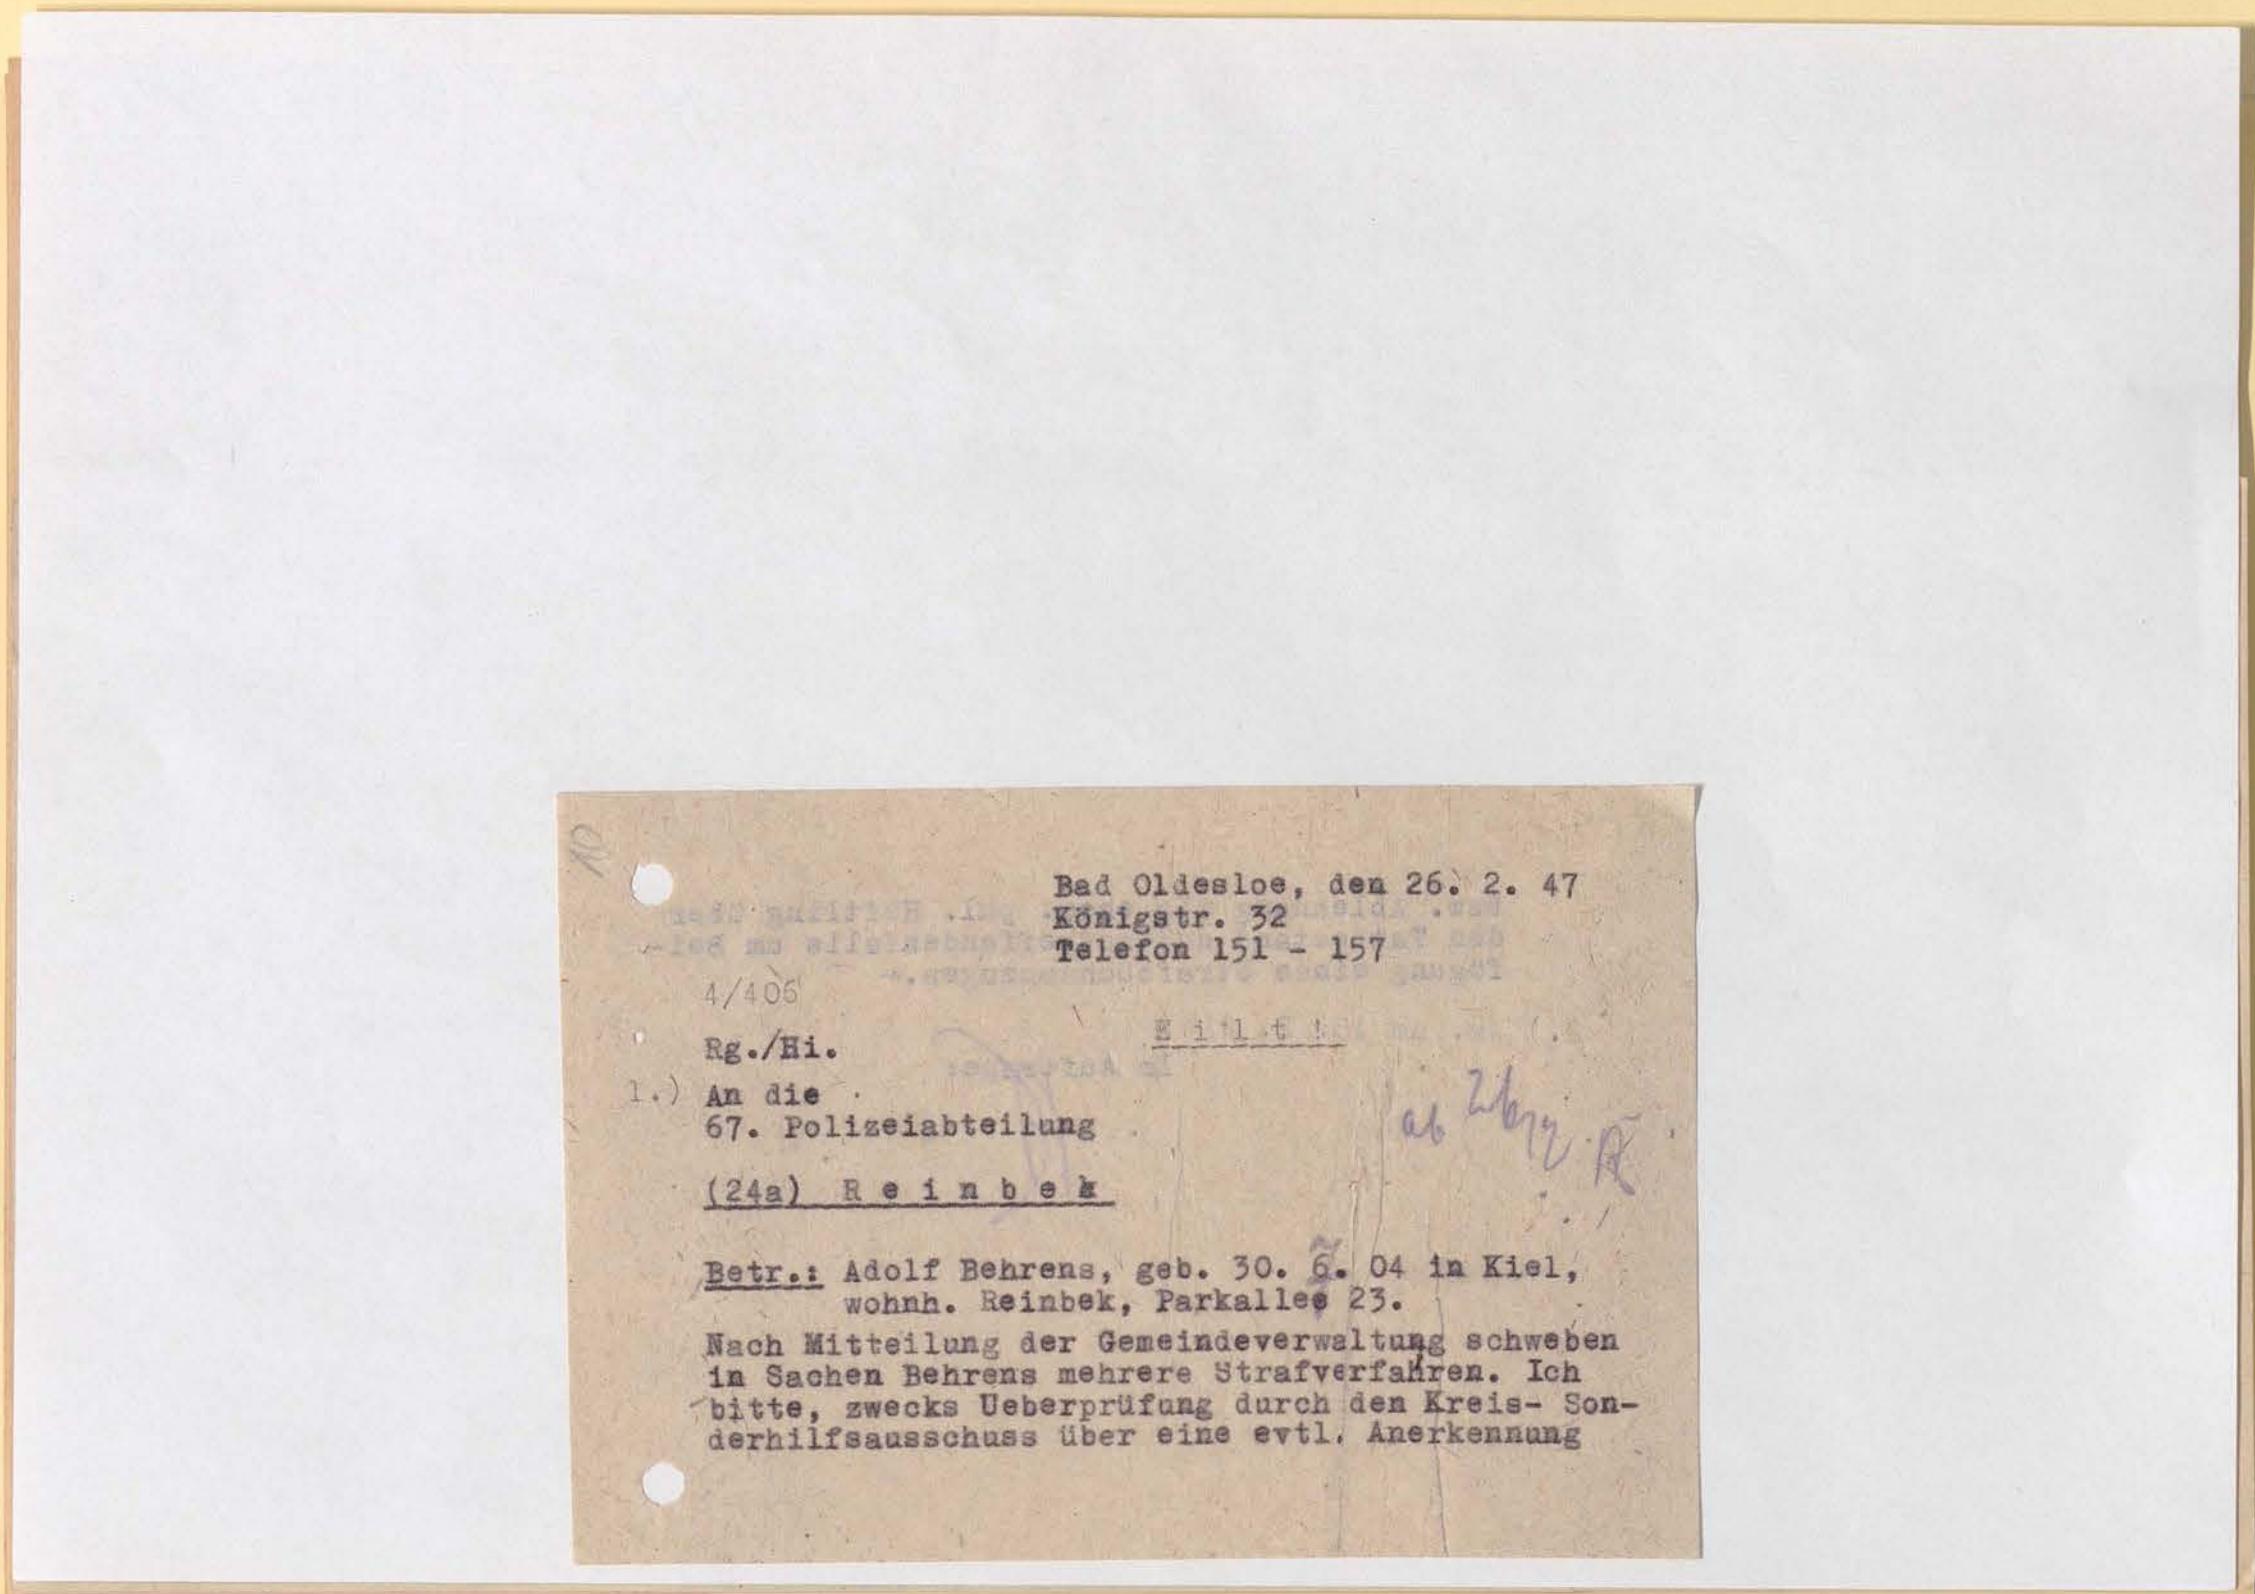 10
Bad Oldesloe, den 26. 2. 47
Königstr. 32
Telefon 151 - 157
4/406
E i l t !
Rg./Hi.
1.) An die
67. Polizeiabteilung
ab
(24a) R e i n b e k
Betr.: Adolf Behrens, geb. 30. 6. 04 in Kiel,
wohnh. Reinbek, Parkallee 23.
Nach Mitteilung der Gemeindeverwaltung schweben
in Sachen Behrens mehrere Strafverfahren. Ich
bitte, zwecks Ueberprüfung durch den Kreis- Son-
derhilfsausschuss über eine evtl. Anerkennung